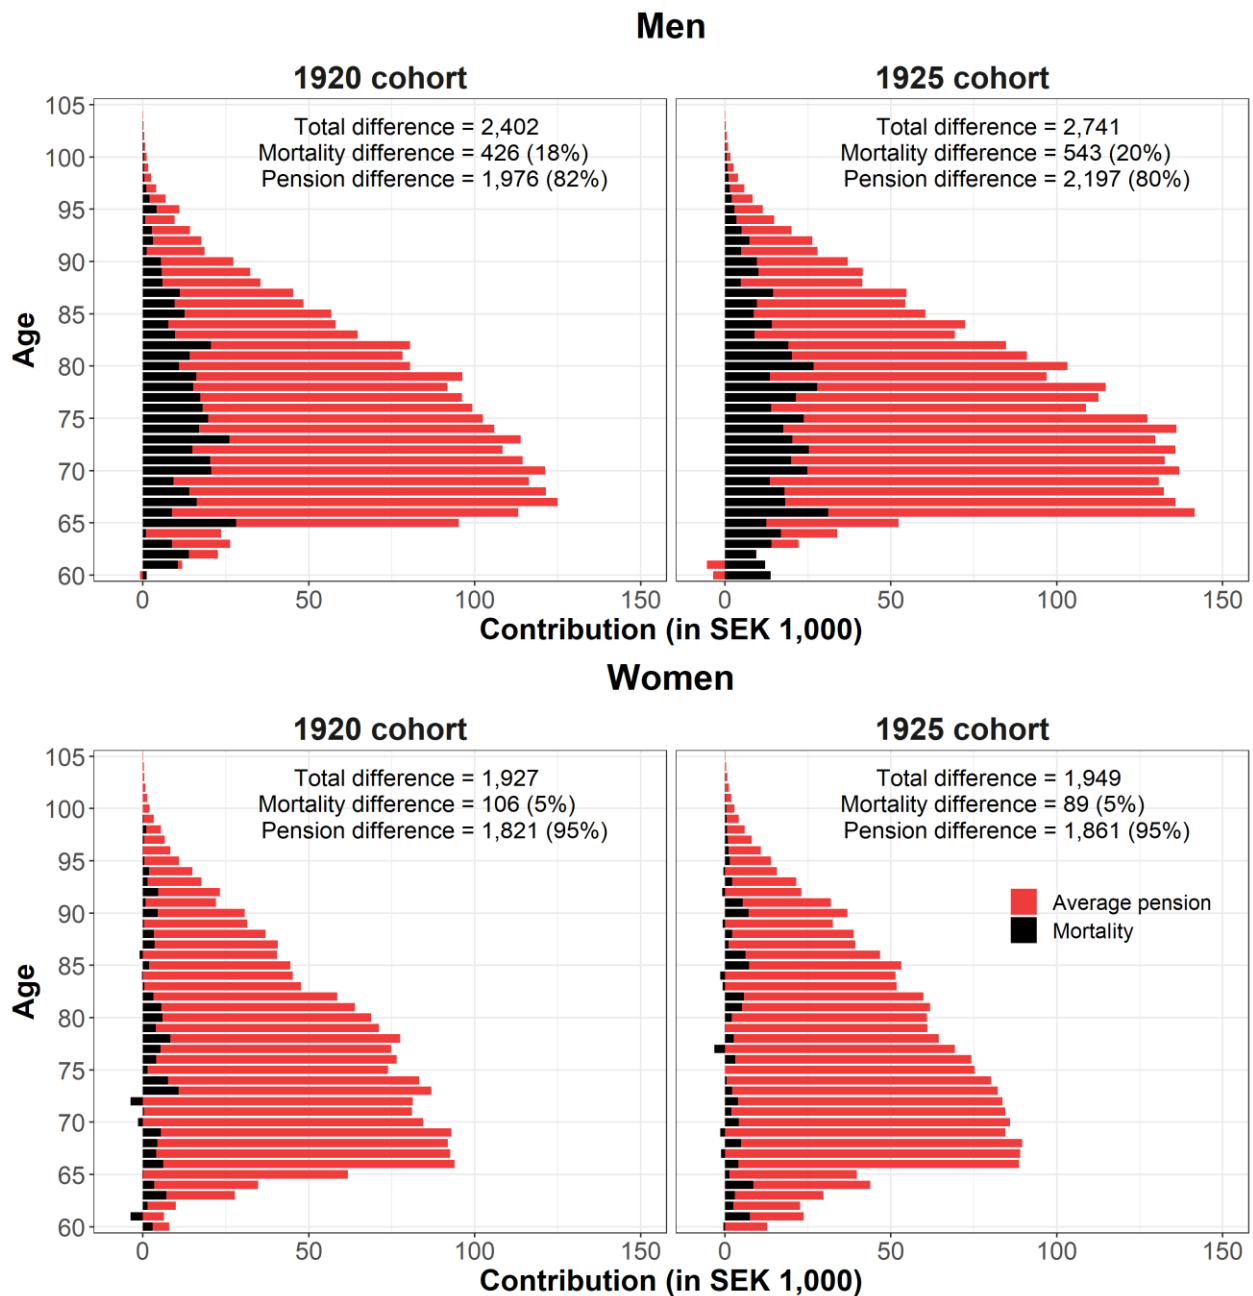 Men
1920 cohort
1925 cohort
Total difference = 2,402
Mortality difference = 426 (18%)
Pension difference = 1,976 (82%)
Total difference = 2,741
Mortality difference = 543 (20%)
Pension difference = 2,197 (80%)
Age
105
100
95
90
85
80
75
70
65
60
0 50 100 150
0 50 100 150
Contribution (in SEK 1,000)
Women
1920 cohort
1925 cohort
Total difference = 1,927
Mortality difference = 106 (5%)
Pension difference = 1,821 (95%)
Total difference = 1,949
Mortality difference = 89 (5%)
Pension difference = 1,861 (95%)
Average pension
Mortality
Age
105
100
95
90
85
80
75
70
65
60
0 50 100 150
0 50 100 150
Contribution (in SEK 1,000)